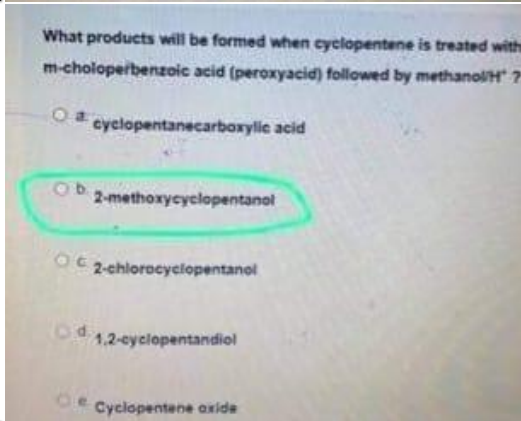 What products will be formed when cyclopentene is treated with
m-choloperbenzoic acid (peroxyacid) followed by methanol/H⁺ ?
a. cyclopentanecarboxylic acid
b. 2-methoxycyclopentanol
c. 2-chlorocyclopentanol
d. 1,2-cyclopentandiol
e. Cyclopentene oxide